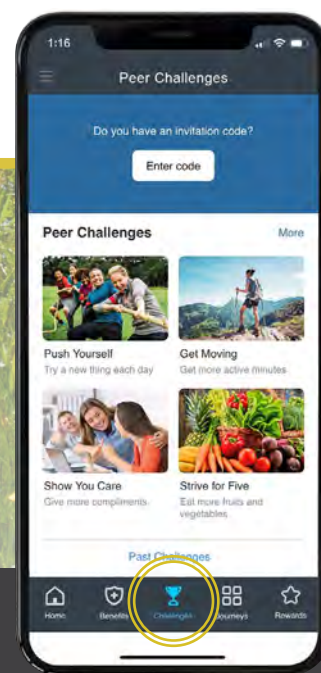 1:16
Peer Challenges
Do you have an invitation code?
Enter code
Peer Challenges
More
Push Yourself
Try a new thing each day
Get Moving
Get more active minutes
Show You Care
Give more compliments
Strive for Five
Eat more fruits and
vegetables
Past Challenges
Home
Benefits
Challenges
Journeys
Rewards